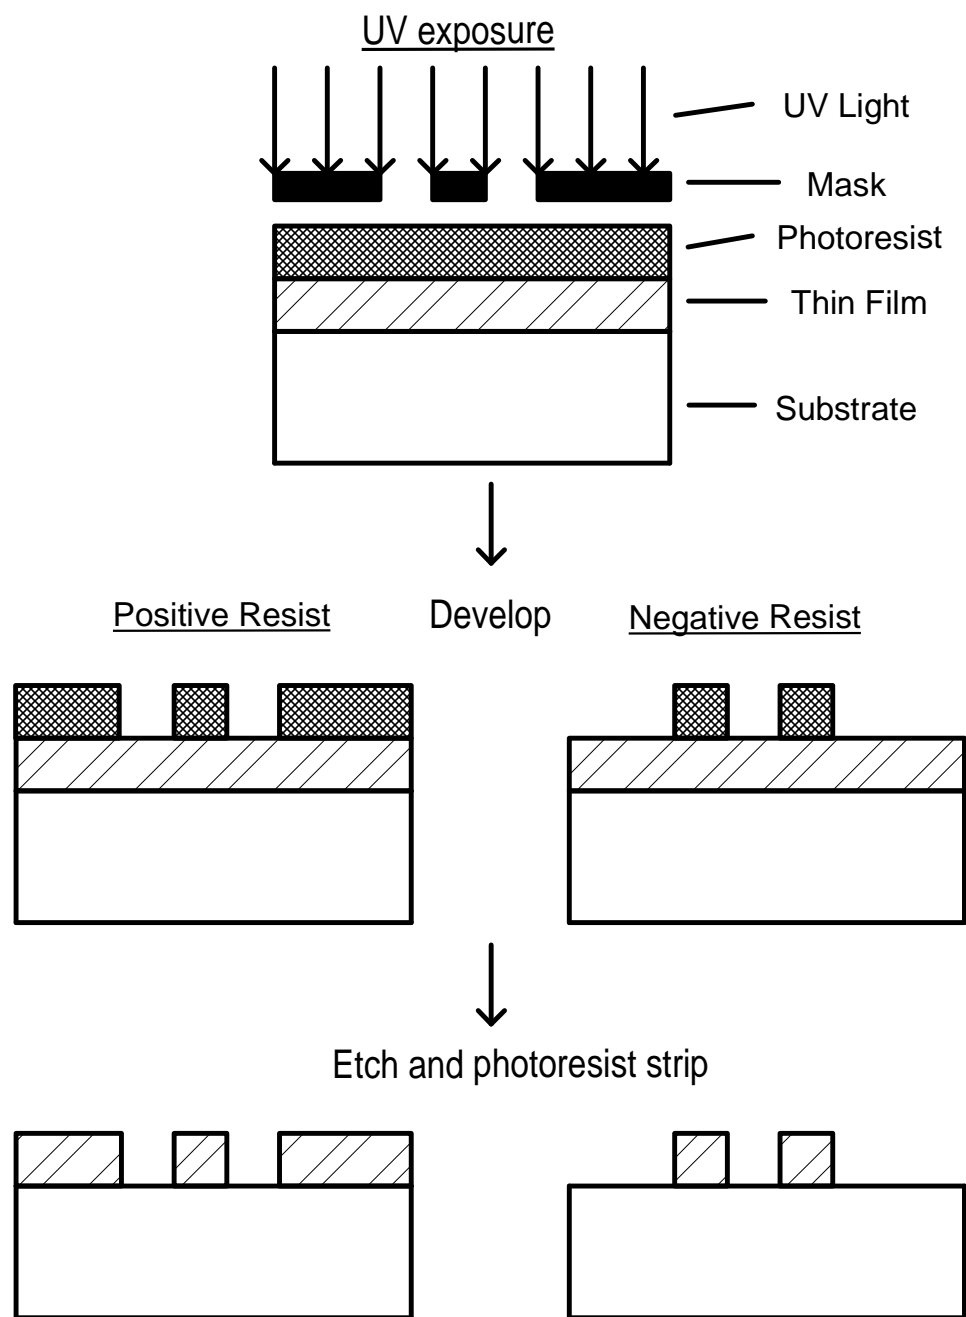 UV exposure
UV Light
Mask
Photoresist
Thin Film
Substrate
Positive Resist
Develop
Negative Resist
Etch and photoresist strip